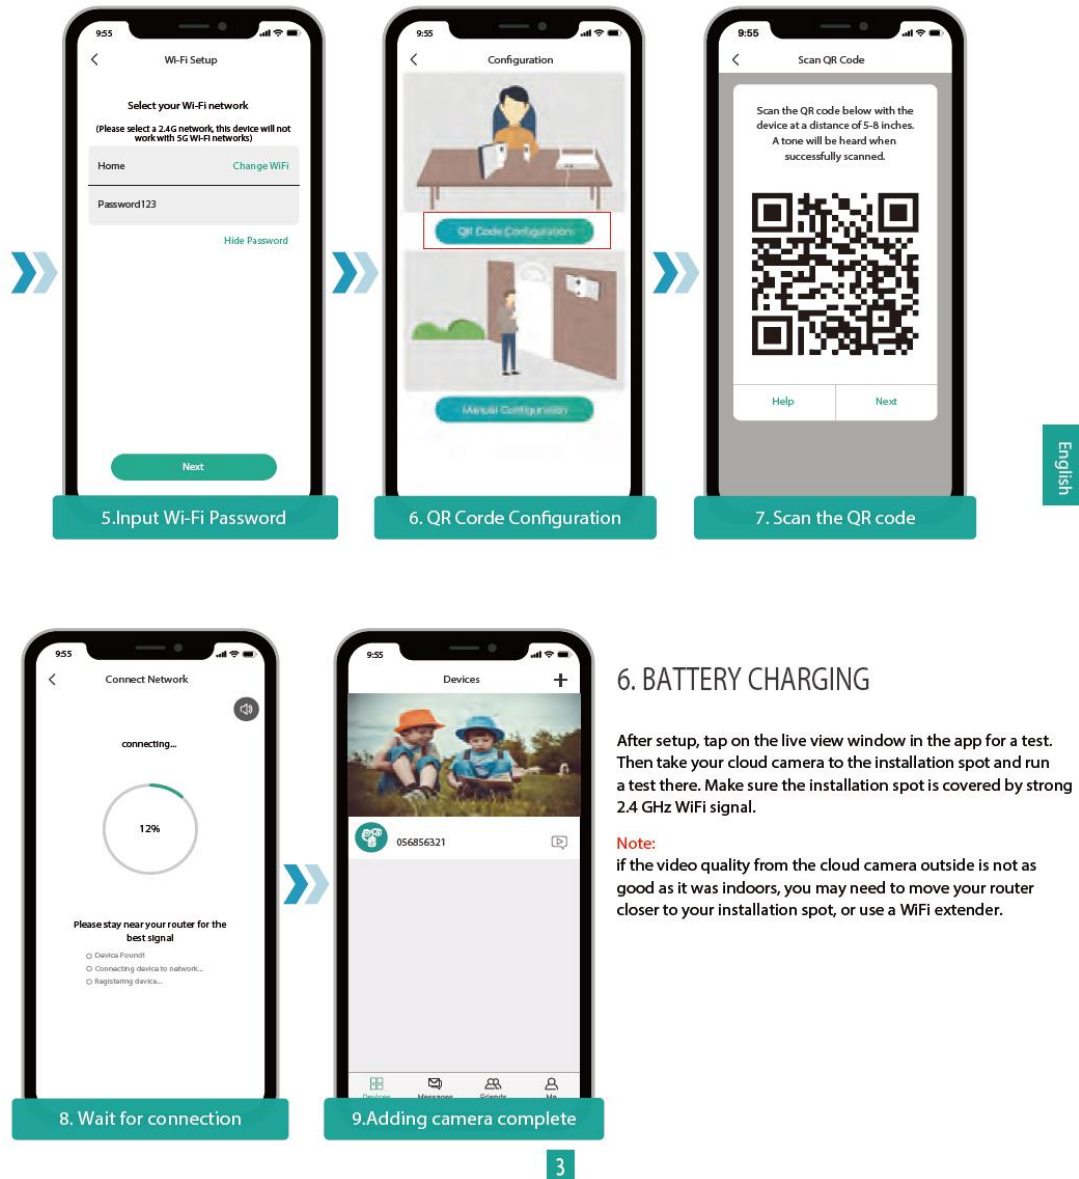 9:55
Wi-Fi Setup
Select your Wi-Fi network
(Please select a 2.4G network, this device will not
work with 5G WI-FI networks)
Home
Change WiFi
Password123
Hide Password
Next
5.Input Wi-Fi Password
9:55
Configuration
QR Code Configuration
Manual Configuration
6. QR Corde Configuration
9:55
Scan QR Code
Scan the QR code below with the
device at a distance of 5-8 inches.
A tone will be heard when
successfully scanned.
Help
Next
7. Scan the QR code
English
9:55
Connect Network
connecting...
12%
Please stay near your router for the
best signal
Device Found!
Connecting device to network...
Registering device...
8. Wait for connection
9:55
Devices
+
056856321
Devices
Messages
Friends
Me
9.Adding camera complete
6. BATTERY CHARGING
After setup, tap on the live view window in the app for a test.
Then take your cloud camera to the installation spot and run
a test there. Make sure the installation spot is covered by strong
2.4 GHz WiFi signal.
Note:
if the video quality from the cloud camera outside is not as
good as it was indoors, you may need to move your router
closer to your installation spot, or use a WiFi extender.
3